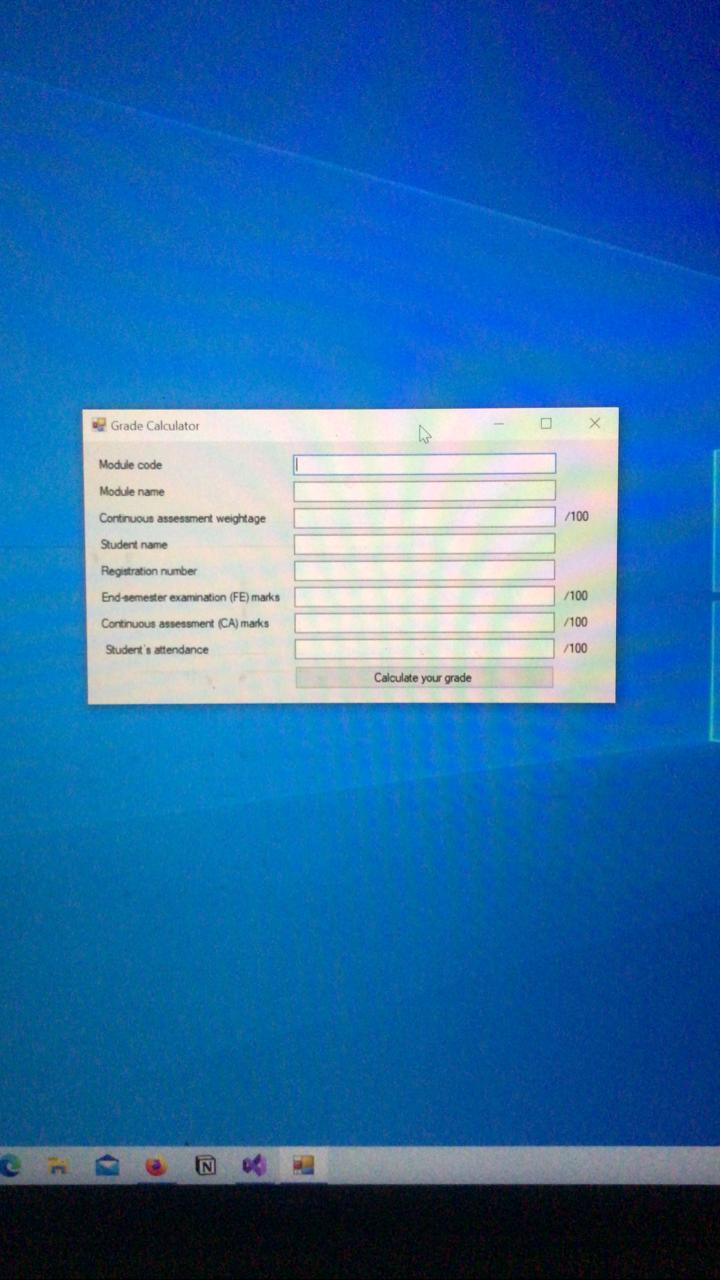 Grade Calculator
Module code
Module name
Continuous assessment weightage /100
Student name
Registration number
End-semester examination (FE) marks /100
Continuous assessment (CA) marks /100
Student's attendance /100
Calculate your grade
N